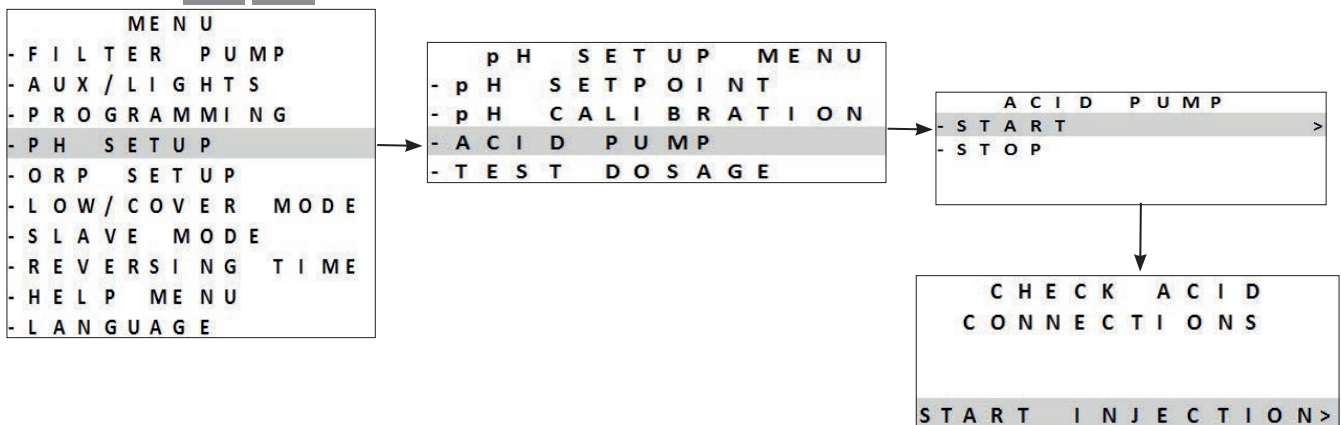 MENU
- FILTER PUMP
- AUX/LIGHTS
- PROGRAMMING
- PH SETUP
- ORP SETUP
- LOW/COVER MODE
- SLAVE MODE
- REVERSING TIME
- HELP MENU
- LANGUAGE
pH SETUP MENU
- pH SETPOINT
- pH CALIBRATION
- ACID PUMP
- TEST DOSAGE
ACID PUMP
- START >
- STOP
CHECK ACID
CONNECTIONS
START INJECTION>